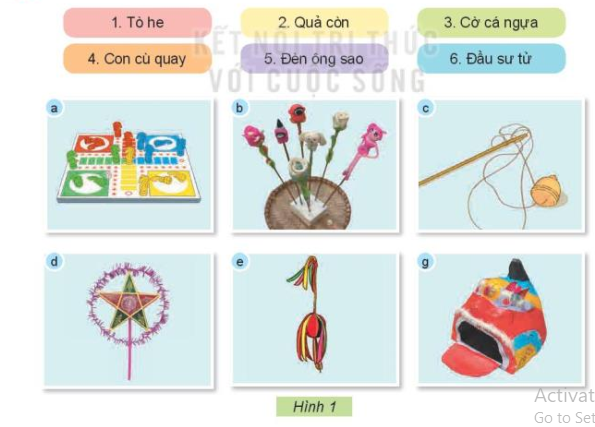 1. Tò he
2. Quả còn
3. Cờ cá ngựa
KẾT NỐI TRI THỨC
4. Con cù quay
5. Đèn ông sao
6. Đầu sư tử
VỚI CUỘC SỐNG
a
b
c
d
e
g
Hình 1
Activat
Go to Set